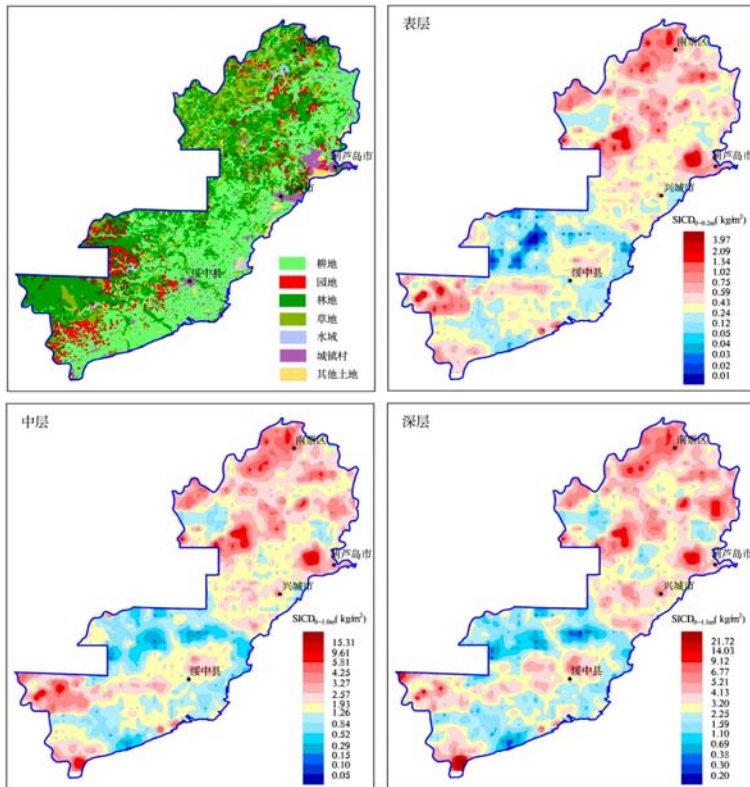 南票区
葫芦岛市
兴城市
绥中县
耕地
园地
林地
草地
水域
城镇村
其他土地
表层
南票区
葫芦岛市
兴城市
绥中县
SICD0~0.2m( kg/m²)
3.97
2.09
1.34
1.02
0.75
0.59
0.43
0.24
0.12
0.05
0.04
0.03
0.02
0.01
中层
南票区
葫芦岛市
兴城市
绥中县
SICD0~1.0m( kg/m²)
15.31
9.61
5.81
4.25
3.27
2.57
1.93
1.26
0.84
0.52
0.29
0.15
0.10
0.05
深层
南票区
葫芦岛市
兴城市
绥中县
( kg/m²)
21.72
14.03
9.12
6.77
5.21
4.13
3.20
2.25
1.59
1.10
0.69
0.38
0.30
0.20